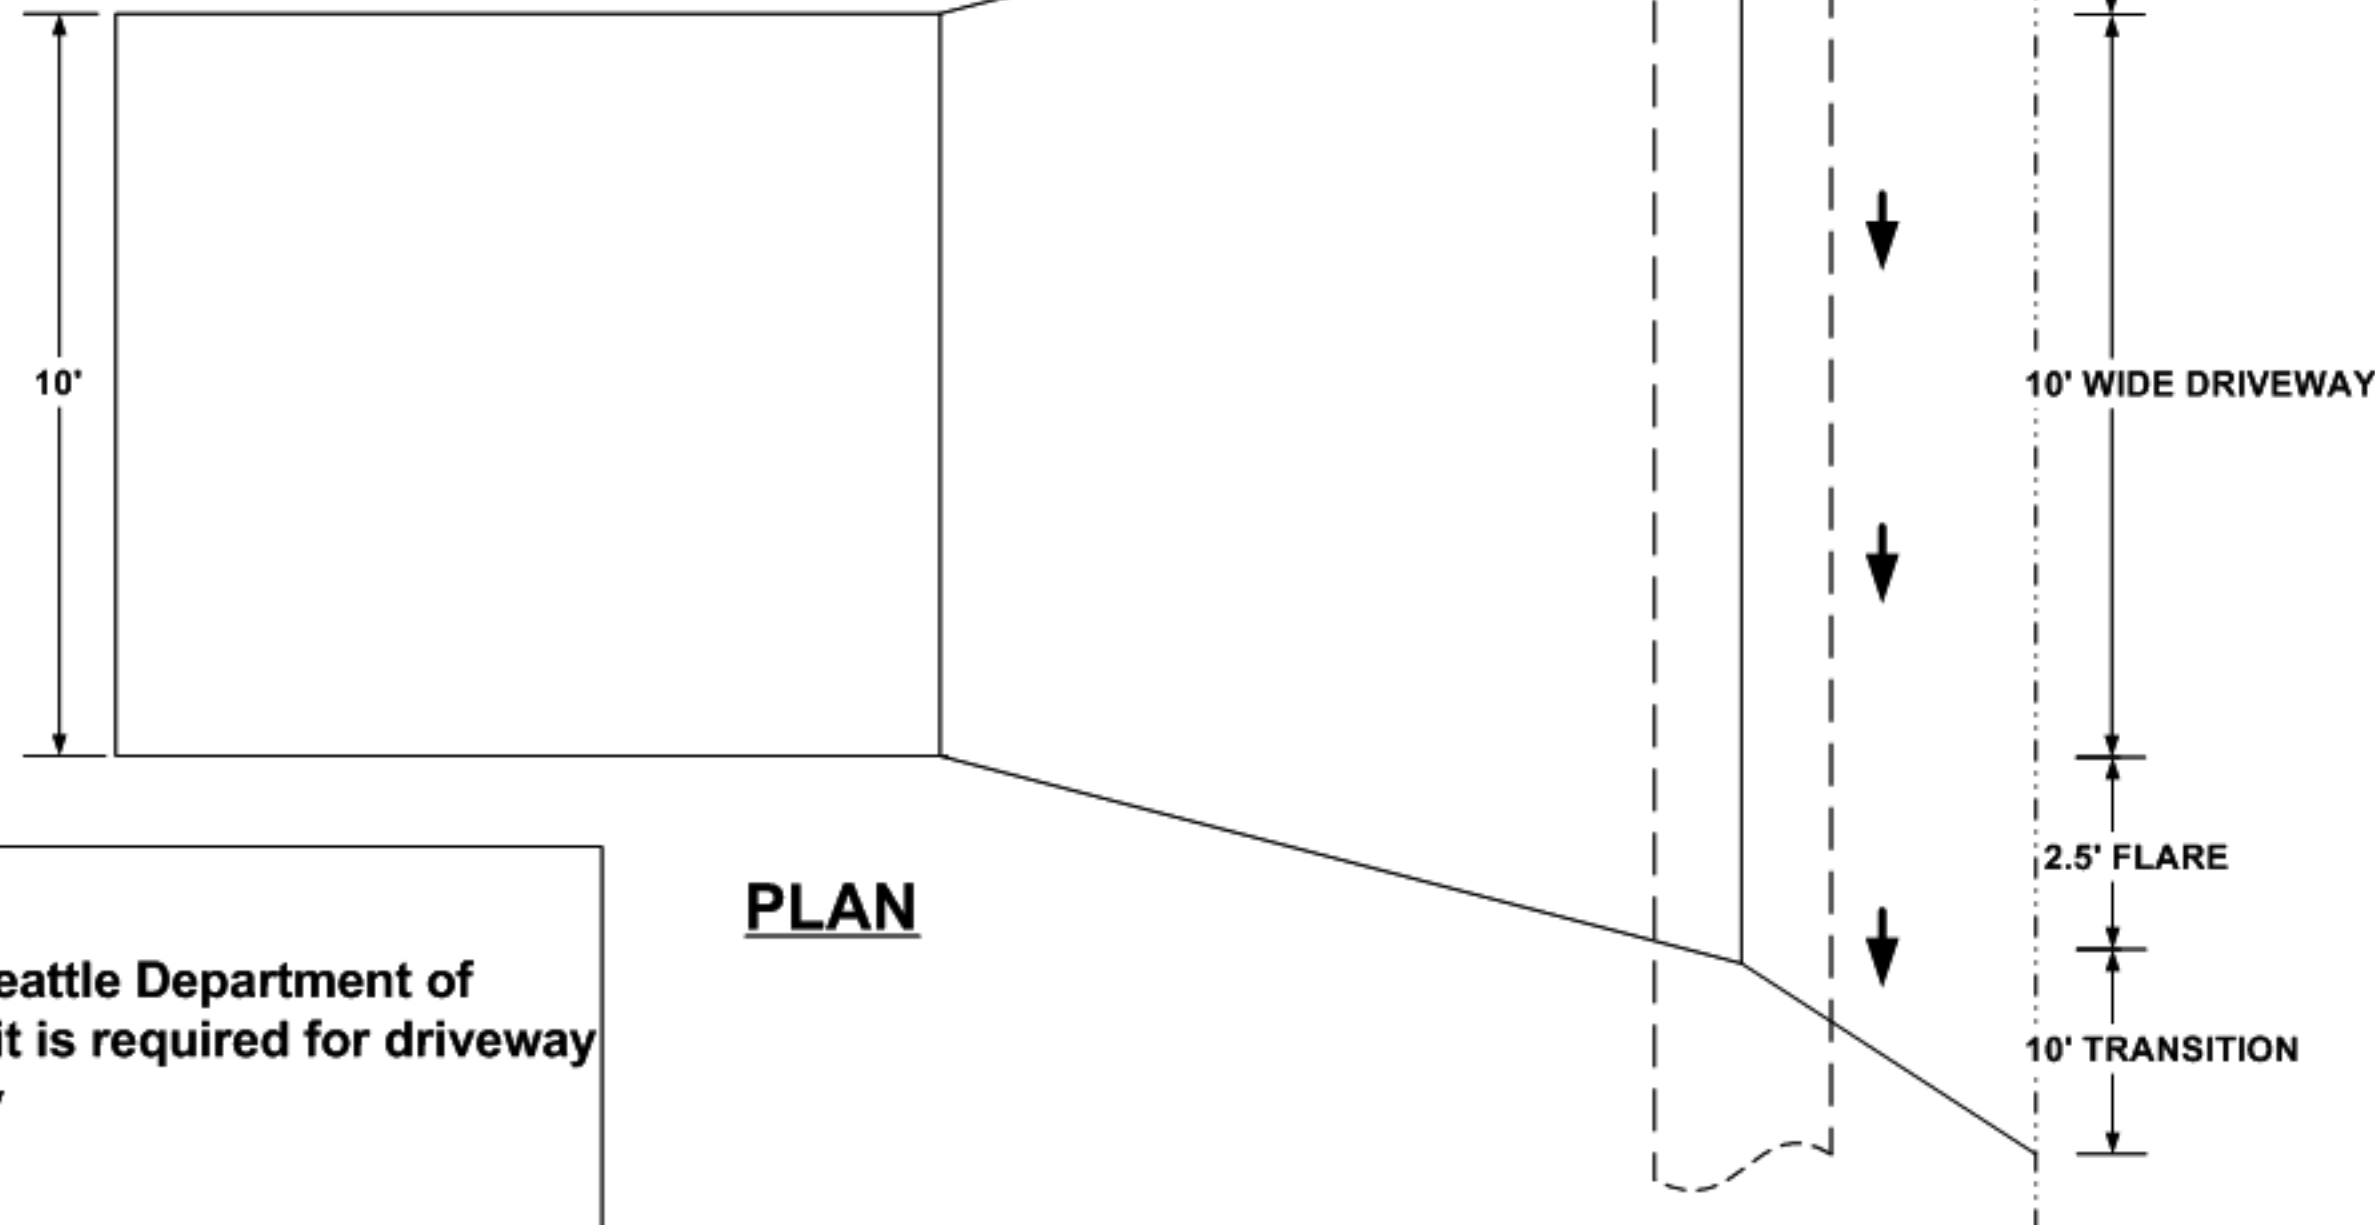 10'
10' WIDE DRIVEWAY
2.5' FLARE
PLAN
eattle Department of
it is required for driveway
10' TRANSITION